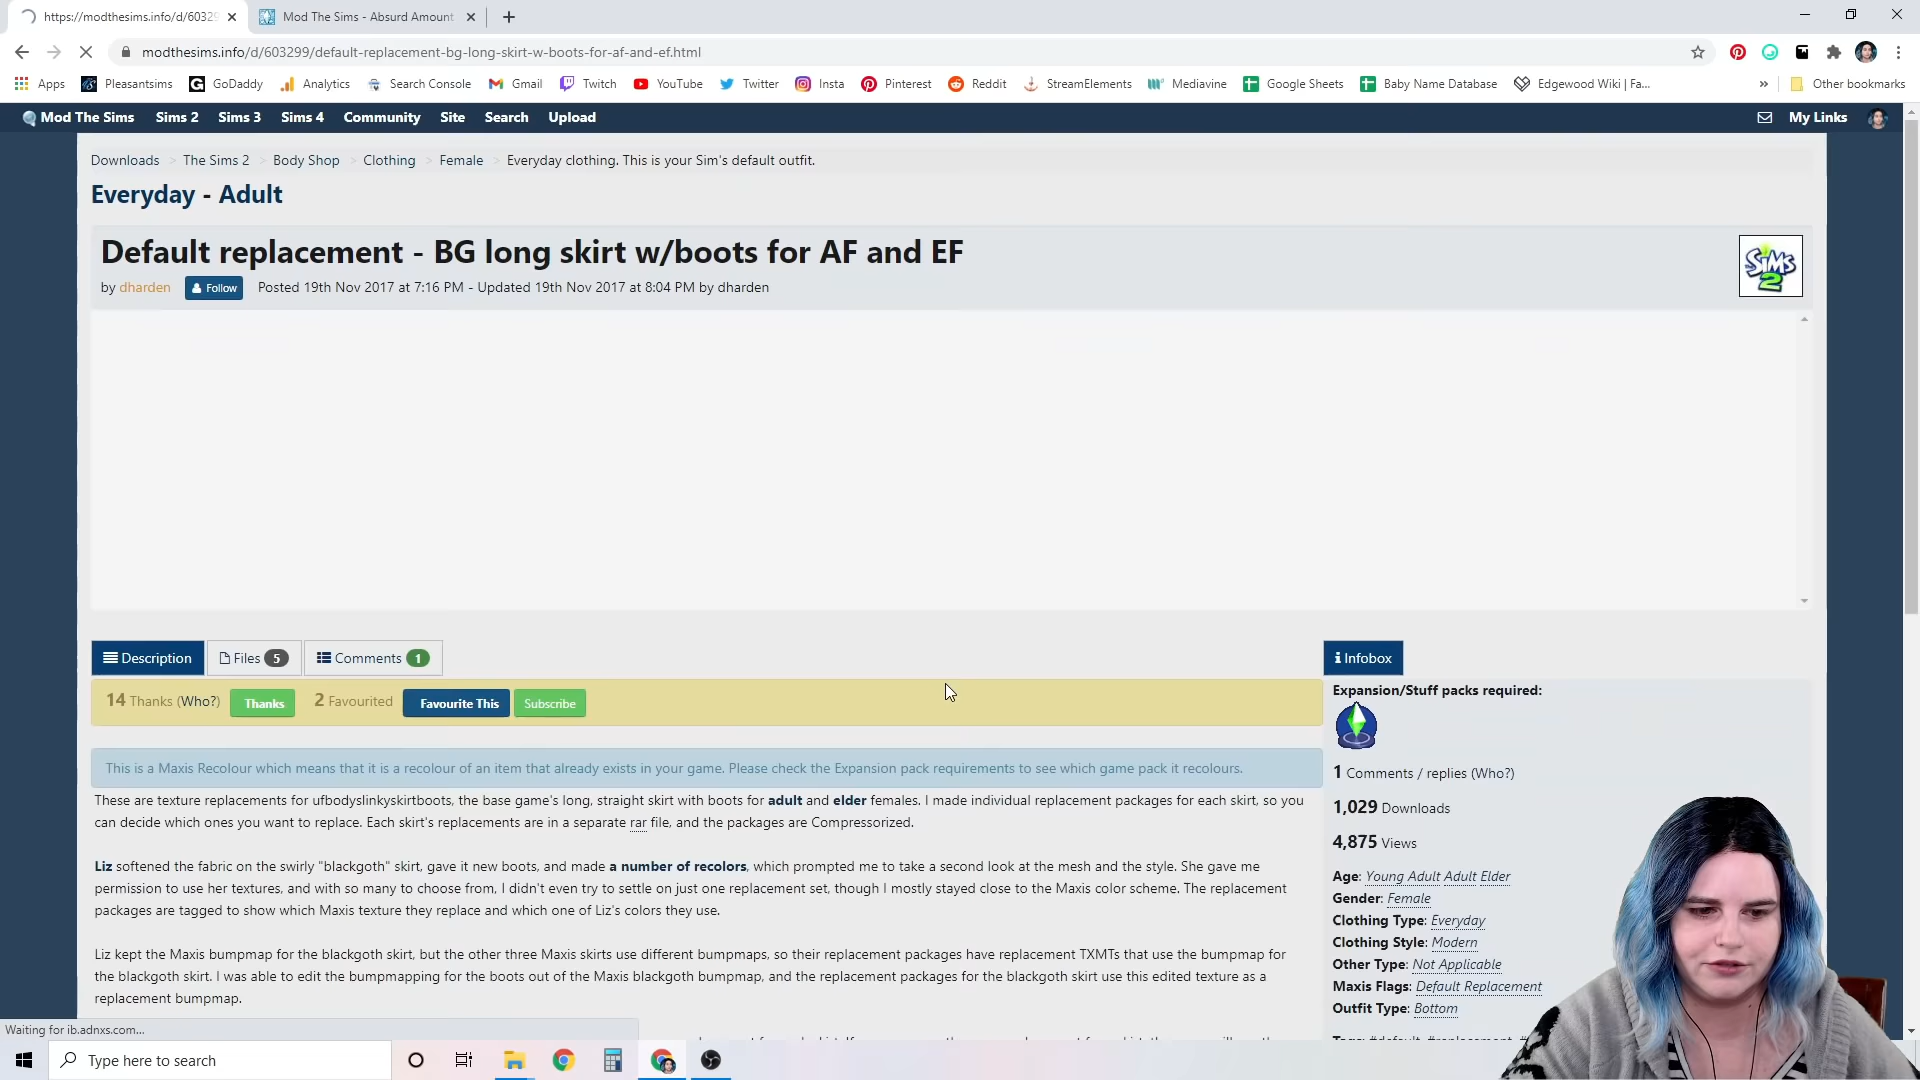 https://modthesims.info/d/60329
Mod The Sims - Absurd Amount
modthesims.info/d/603299/default-replacement-bg-long-skirt-w-boots-for-af-and-ef.html
Apps Pleasantsims GoDaddy Analytics Search Console Gmail Twitch YouTube Twitter Insta Pinterest Reddit StreamElements Mediavine Google Sheets Baby Name Database Edgewood Wiki | Fa... » Other bookmarks
Mod The Sims Sims 2 Sims 3 Sims 4 Community Site Search Upload My Links
Downloads > The Sims 2 > Body Shop > Clothing > Female > Everyday clothing. This is your Sim's default outfit.
Everyday - Adult
Default replacement - BG long skirt w/boots for AF and EF
by dharden Follow Posted 19th Nov 2017 at 7:16 PM - Updated 19th Nov 2017 at 8:04 PM by dharden
The Sims 2
Description Files 5 Comments 1
14 Thanks (Who?) Thanks 2 Favourited Favourite This Subscribe
This is a Maxis Recolour which means that it is a recolour of an item that already exists in your game. Please check the Expansion pack requirements to see which game pack it recolours.
These are texture replacements for ufbodyslinkyskirtboots, the base game's long, straight skirt with boots for adult and elder females. I made individual replacement packages for each skirt, so you
can decide which ones you want to replace. Each skirt's replacements are in a separate rar file, and the packages are Compressorized.
Liz softened the fabric on the swirly "blackgoth" skirt, gave it new boots, and made a number of recolors, which prompted me to take a second look at the mesh and the style. She gave me
permission to use her textures, and with so many to choose from, I didn't even try to settle on just one replacement set, though I mostly stayed close to the Maxis color scheme. The replacement
packages are tagged to show which Maxis texture they replace and which one of Liz's colors they use.
Liz kept the Maxis bumpmap for the blackgoth skirt, but the other three Maxis skirts use different bumpmaps, so their replacement packages have replacement TXMTs that use the bumpmap for
the blackgoth skirt. I was able to edit the bumpmapping for the boots out of the Maxis blackgoth bumpmap, and the replacement packages for the blackgoth skirt use this edited texture as a
replacement bumpmap.
Infobox
Expansion/Stuff packs required:
1 Comments / replies (Who?)
1,029 Downloads
4,875 Views
Age: Young Adult Adult Elder
Gender: Female
Clothing Type: Everyday
Clothing Style: Modern
Other Type: Not Applicable
Maxis Flags: Default Replacement
Outfit Type: Bottom
Waiting for ib.adnxs.com...
Type here to search